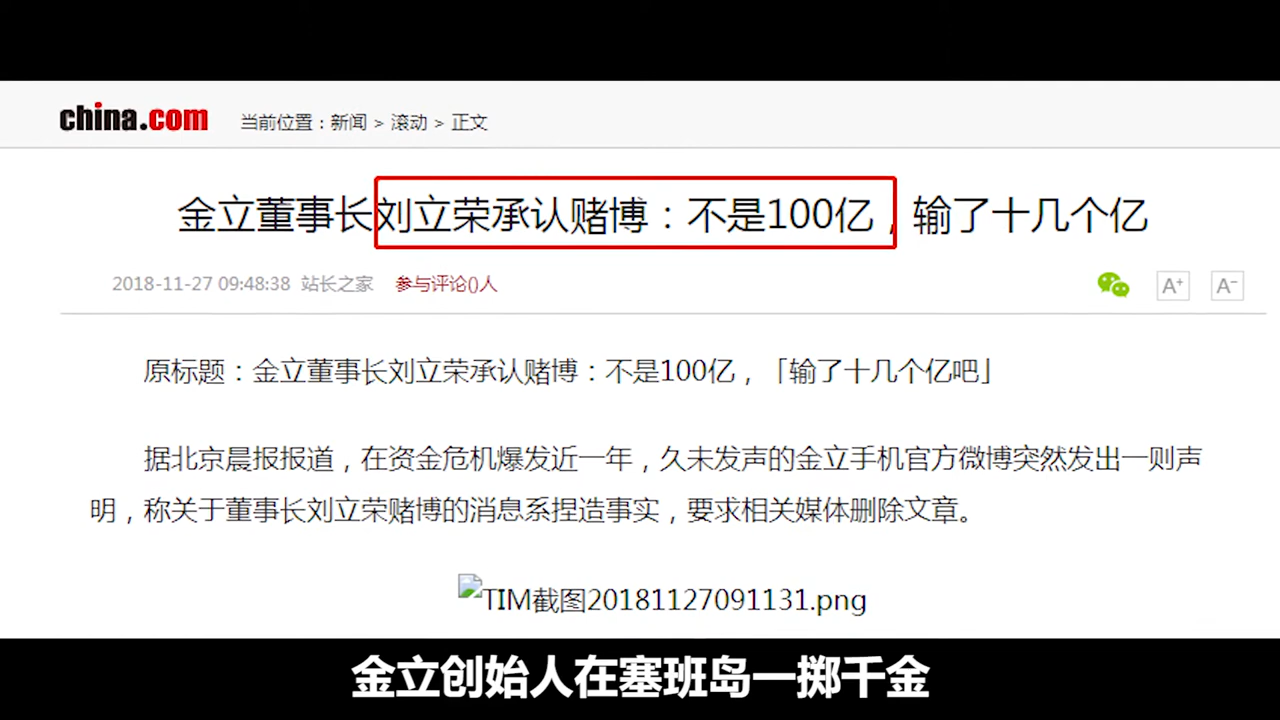 china.com 当前位置：新闻 > 滚动 > 正文
金立董事长刘立荣承认赌博：不是100亿，输了十几个亿
2018-11-27 09:48:38 站长之家 参与评论()人 A+ A−
原标题：金立董事长刘立荣承认赌博：不是100亿，「输了十几个亿吧」
据北京晨报报道，在资金危机爆发近一年，久未发声的金立手机官方微博突然发出一则声
明，称关于董事长刘立荣赌博的消息系捏造事实，要求相关媒体删除文章。
TIM截图20181127091131.png
金立创始人在塞班岛一掷千金